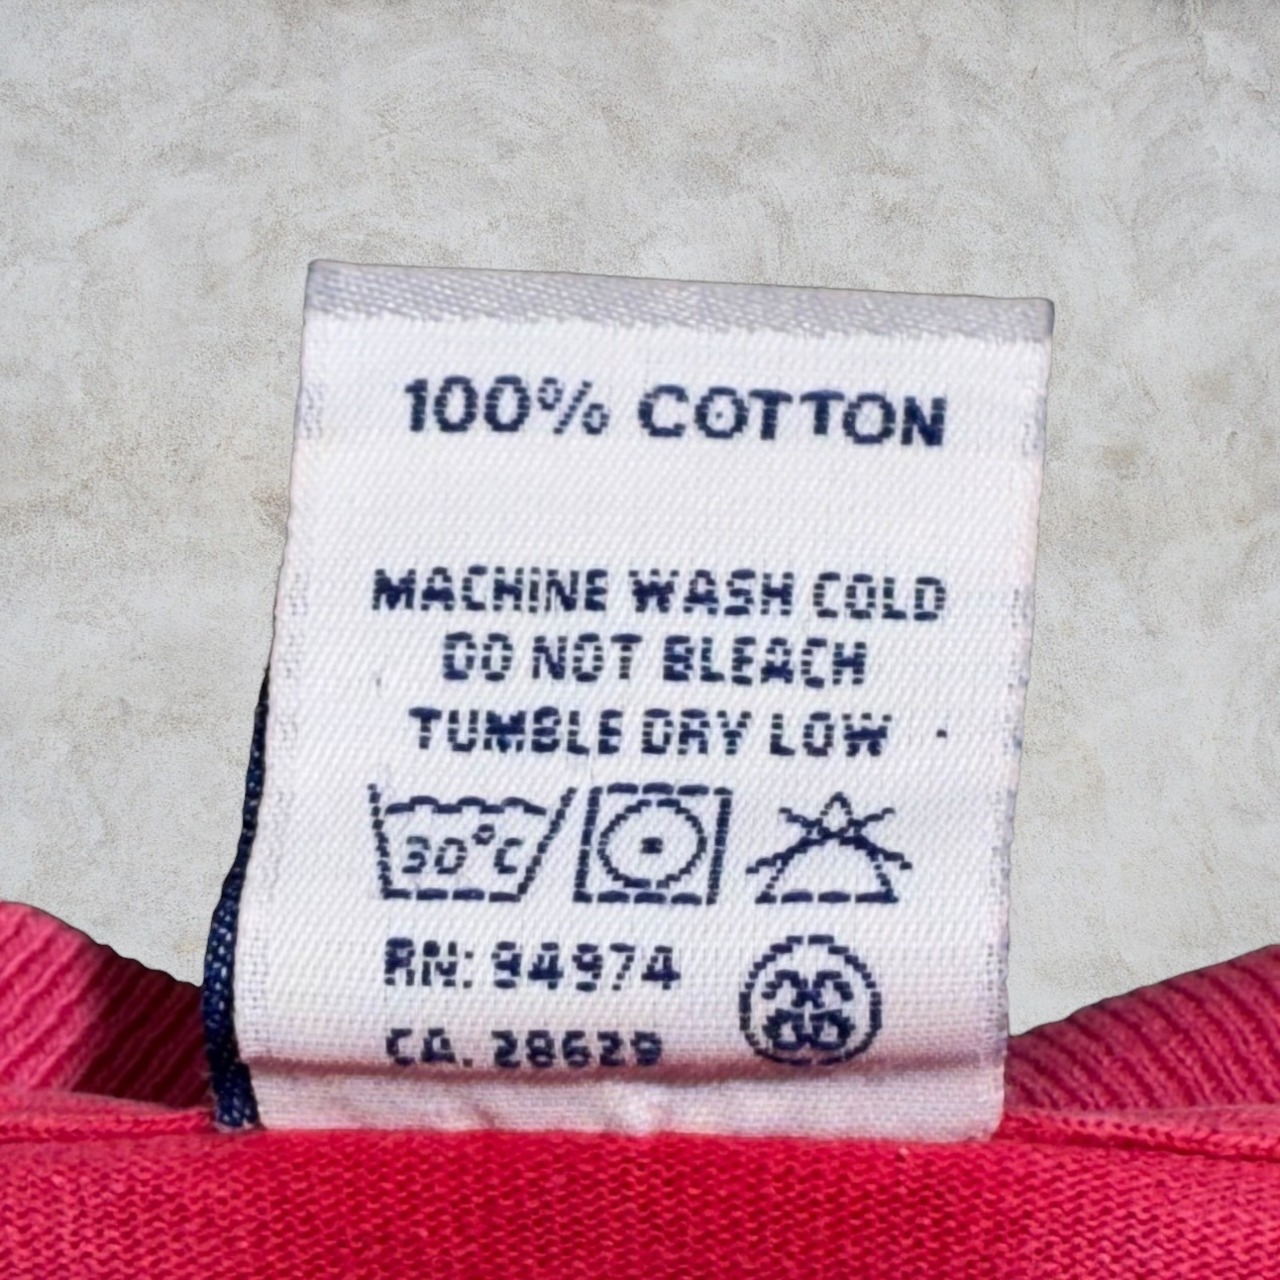 100% COTTON
MACHINE WASH COLD
DO NOT BLEACH
TUMBLE DRY LOW
30°C
RN: 94974
CA. 28629